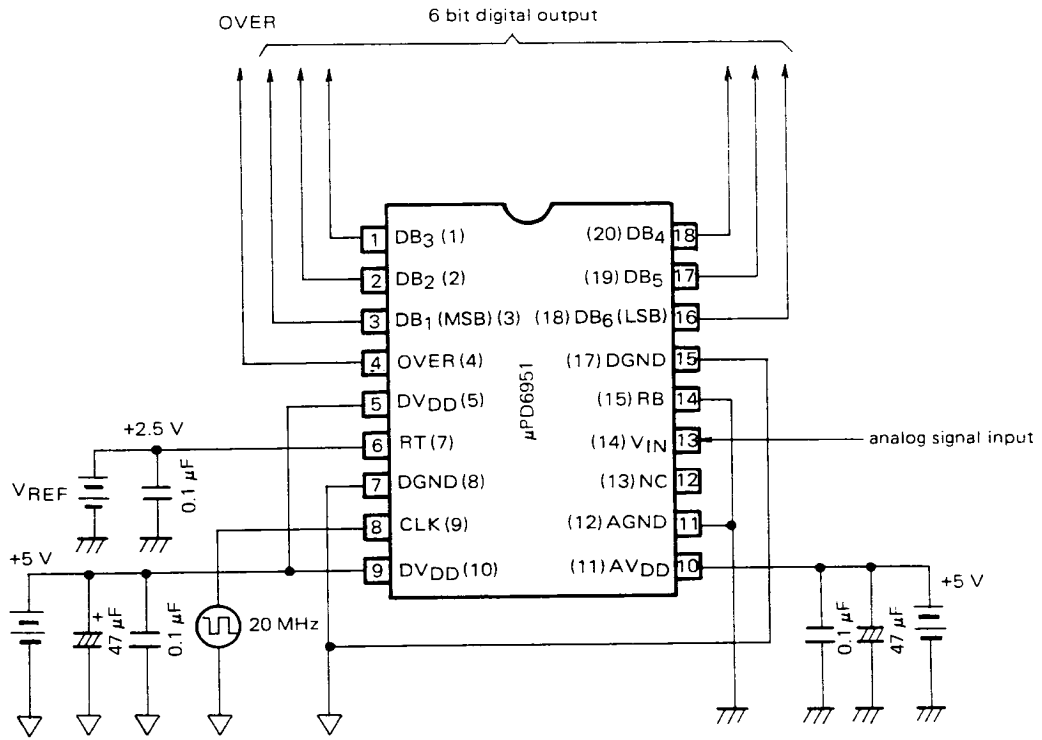 6 bit digital output
OVER
1 DB3 (1)
2 DB2 (2)
3 DB1 (MSB) (3)
4 OVER (4)
5 DVDD (5)
6 RT (7)
7 DGND (8)
8 CLK (9)
9 DVDD (10)
(20) DB4 18
(19) DB5 17
(18) DB6 (LSB) 16
(17) DGND 15
(15) RB 14
(14) VIN 13
(13) NC 12
(12) AGND 11
(11) AVDD 10
μPD6951
+2.5 V
VREF
0.1 μF
+5 V
+
47 μF
0.1 μF
20 MHz
analog signal input
+5 V
0.1 μF
47 μF